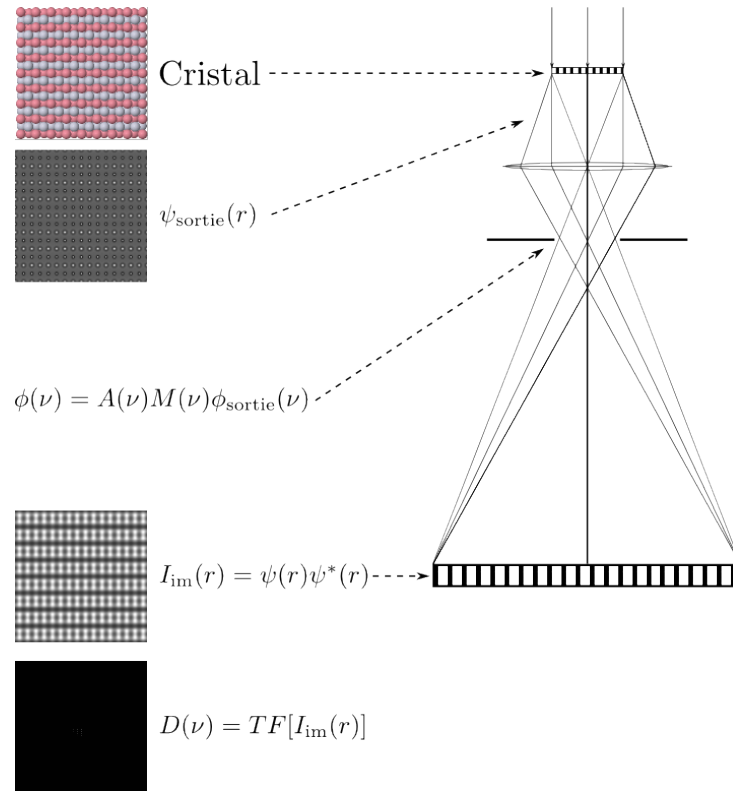 Cristal
ψ_sortie(r)
ϕ(ν) = A(ν)M(ν)ϕ_sortie(ν)
I_im(r) = ψ(r)ψ*(r)
D(ν) = TF[I_im(r)]